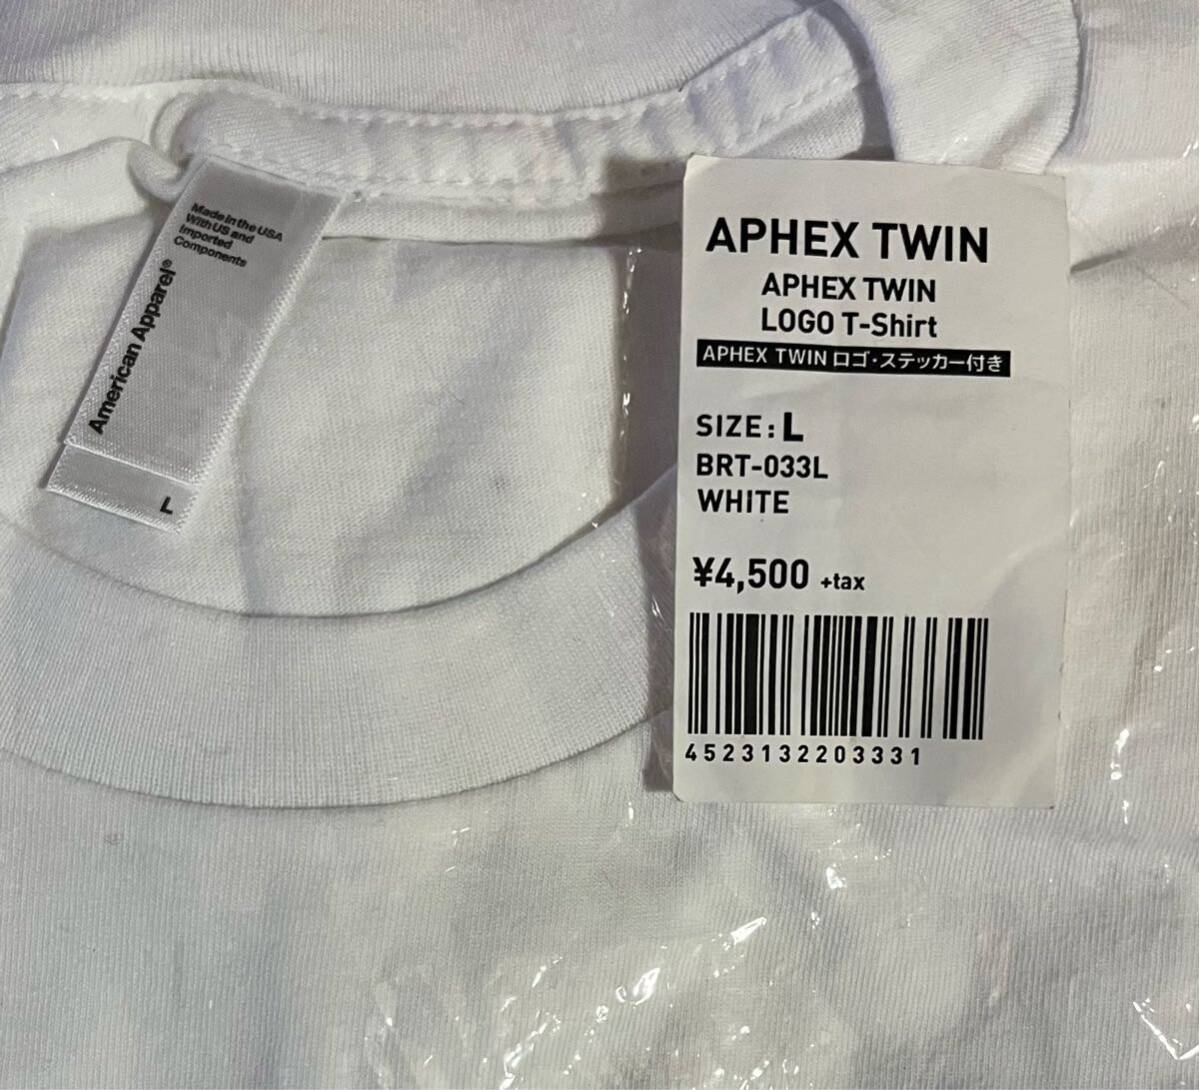 Made in the USA
With US and
Imported
Components
American Apparel®
L
APHEX TWIN
APHEX TWIN
LOGO T-Shirt
APHEX TWIN ロゴ・ステッカー付き
SIZE: L
BRT-033L
WHITE
¥4,500 +tax
4523132203331